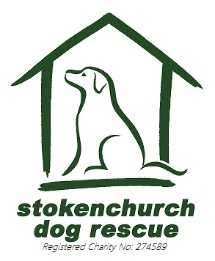 stokenchurch
dog rescue
Registered Charity No: 274589